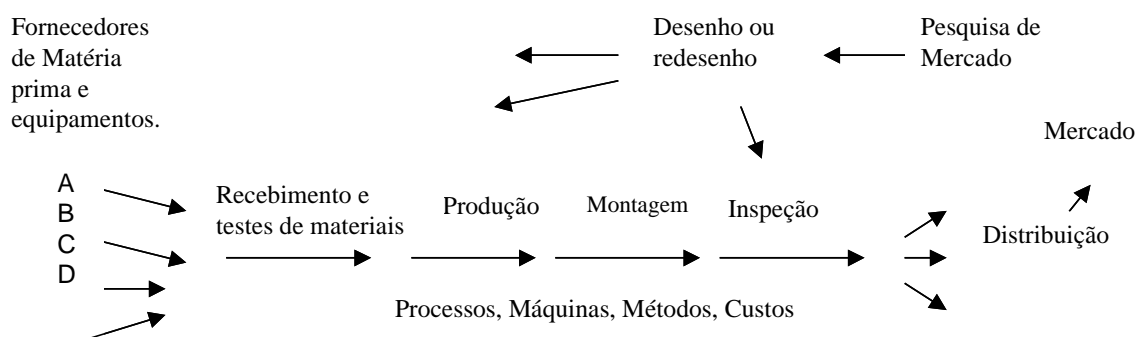 Fornecedores
de Matéria
prima e
equipamentos.
Desenho ou
redesenho
Pesquisa de
Mercado
Mercado
A
B
C
D
Recebimento e
testes de materiais
Produção
Montagem
Inspeção
Distribuição
Processos, Máquinas, Métodos, Custos